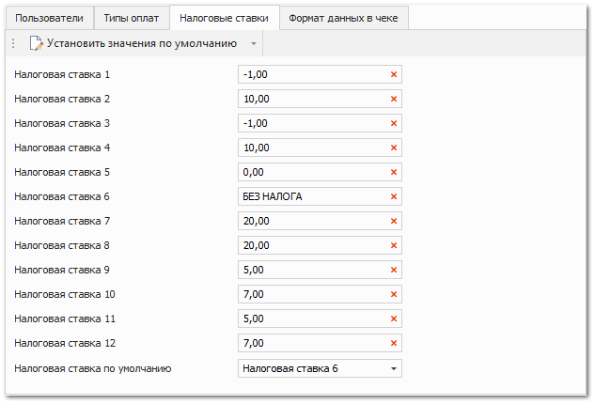 Пользователи Типы оплат Налоговые ставки Формат данных в чеке
Установить значения по умолчанию
Налоговая ставка 1 -1,00
Налоговая ставка 2 10,00
Налоговая ставка 3 -1,00
Налоговая ставка 4 10,00
Налоговая ставка 5 0,00
Налоговая ставка 6 БЕЗ НАЛОГА
Налоговая ставка 7 20,00
Налоговая ставка 8 20,00
Налоговая ставка 9 5,00
Налоговая ставка 10 7,00
Налоговая ставка 11 5,00
Налоговая ставка 12 7,00
Налоговая ставка по умолчанию Налоговая ставка 6